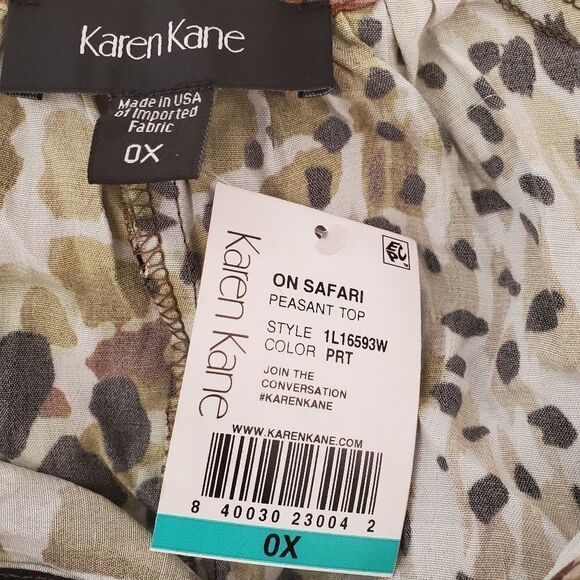 Karen Kane
Made in USA
of Imported
Fabric
0X
Karen Kane
ON SAFARI
PEASANT TOP
STYLE 1L16593W
COLOR PRT
JOIN THE
CONVERSATION
#KARENKANE
WWW.KARENKANE.COM
8 40030 23004 2
0X